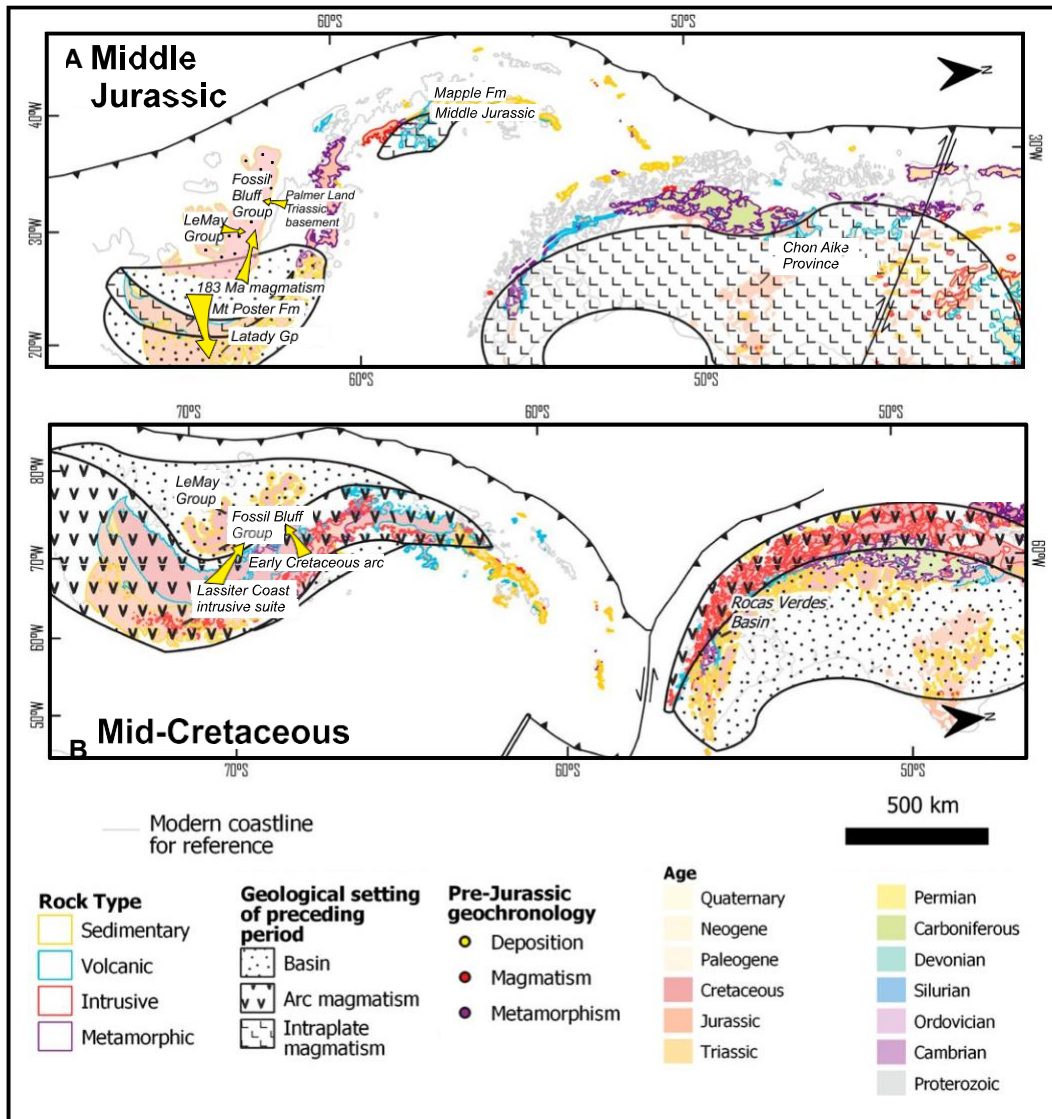 60°S
50°S
A Middle
Jurassic
N
40°W
30°W
20°W
30°W
Mapple Fm
Middle Jurassic
Fossil
Bluff
Group
Palmer Land
Triassic
basement
LeMay
Group
183 Ma magmatism
Mt Poster Fm
Latady Gp
Chon Aike
Province
60°S
50°S
70°S
60°S
50°S
80°W
70°W
60°W
50°W
60°W
LeMay
Group
Fossil Bluff
Group
Early Cretaceous arc
Lassiter Coast
intrusive suite
Rocas Verdes
Basin
N
B Mid-Cretaceous
70°S
60°S
50°S
Modern coastline
for reference
500 km
Rock Type
Sedimentary
Volcanic
Intrusive
Metamorphic
Geological setting
of preceding
period
Basin
Arc magmatism
Intraplate
magmatism
Pre-Jurassic
geochronology
Deposition
Magmatism
Metamorphism
Age
Quaternary
Neogene
Paleogene
Cretaceous
Jurassic
Triassic
Permian
Carboniferous
Devonian
Silurian
Ordovician
Cambrian
Proterozoic